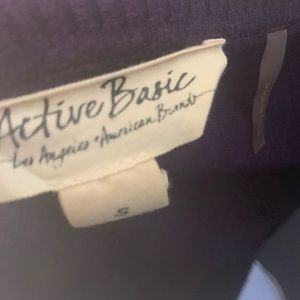 Active Basic
Los Angeles • American Brand
S